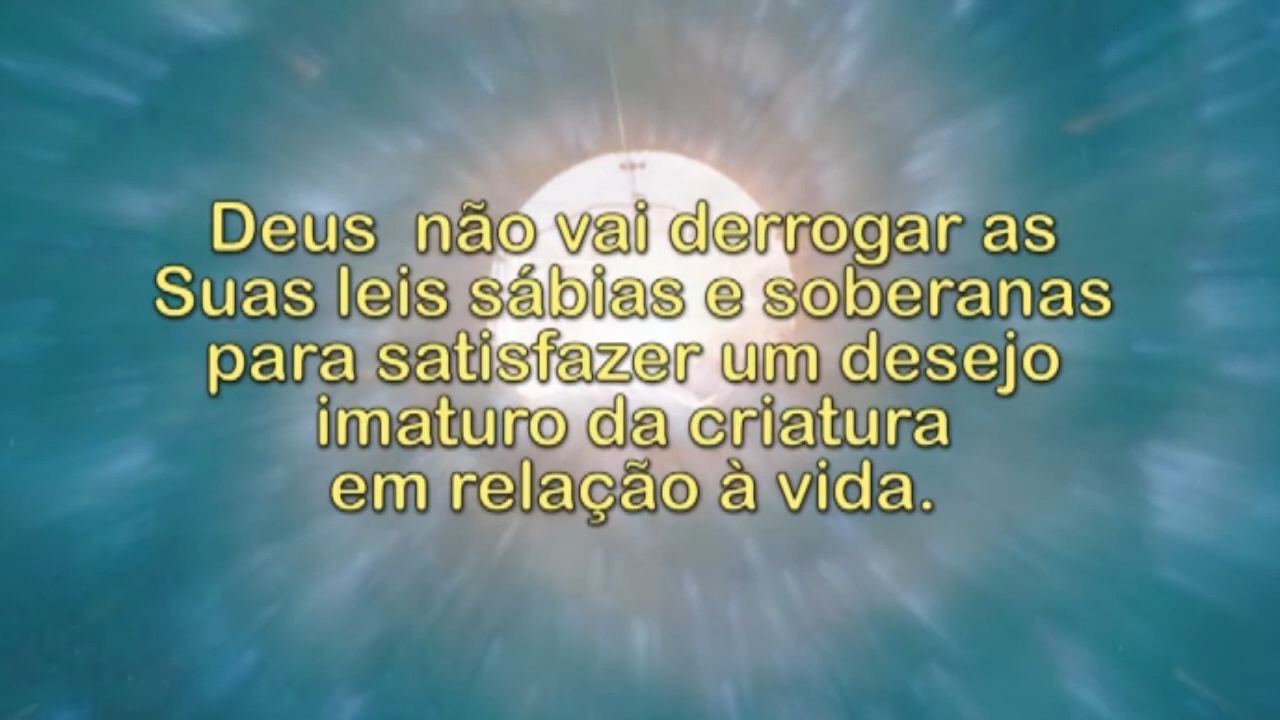 Deus não vai derrogar as
Suas leis sábias e soberanas
para satisfazer um desejo
imaturo da criatura
em relação à vida.